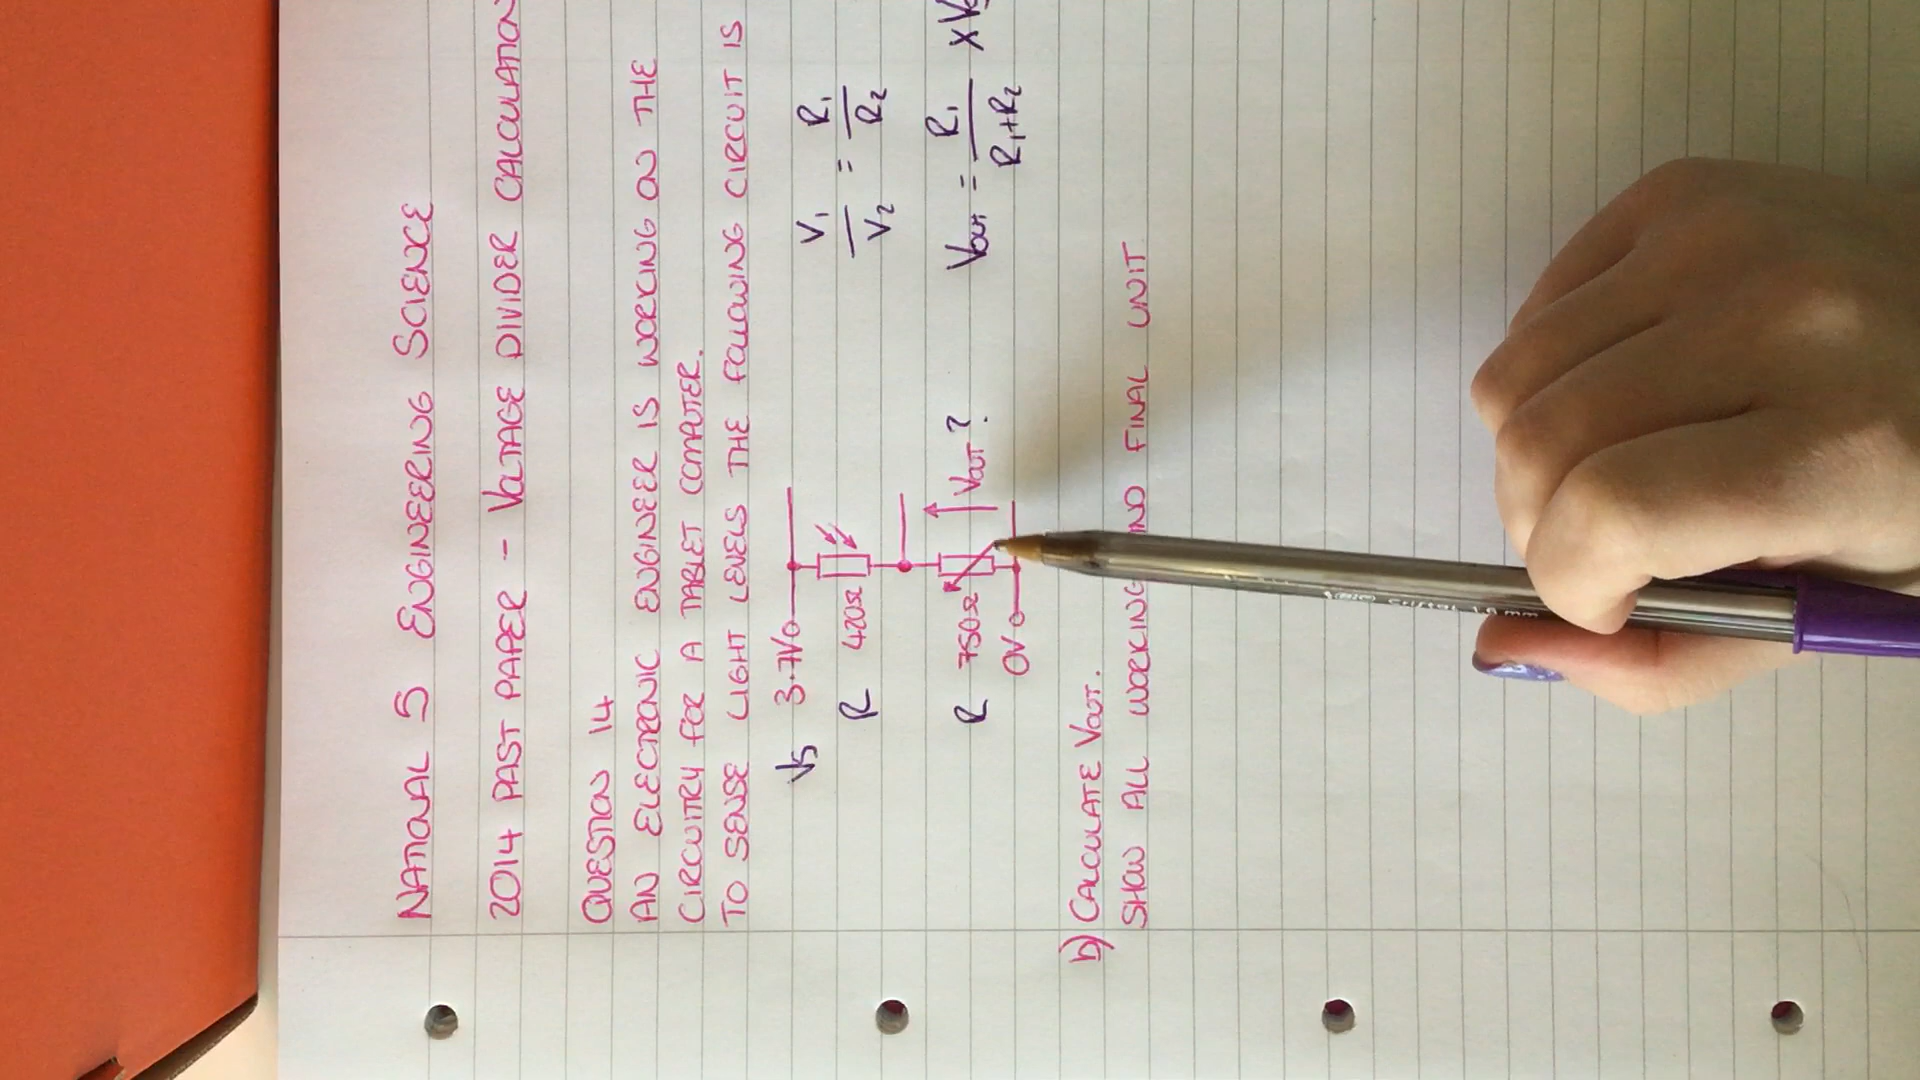 NATIONAL 5 ENGINEERING SCIENCE
2014 PAST PAPER - VOLTAGE DIVIDER CALCULATION
QUESTION 14
AN ELECTRONIC ENGINEER IS WORKING ON THE
CIRCUITRY FOR A TABLET COMPUTER.
TO SENSE LIGHT LEVELS THE FOLLOWING CIRCUIT IS
Vs 3.7V
R 420Ω
R 750Ω
0V
Vout?
V1/V2 = R1/R2
Vout = R1/(R1+R2) x
b) CALCULATE VOUT.
SHOW ALL WORKING FINAL UNIT